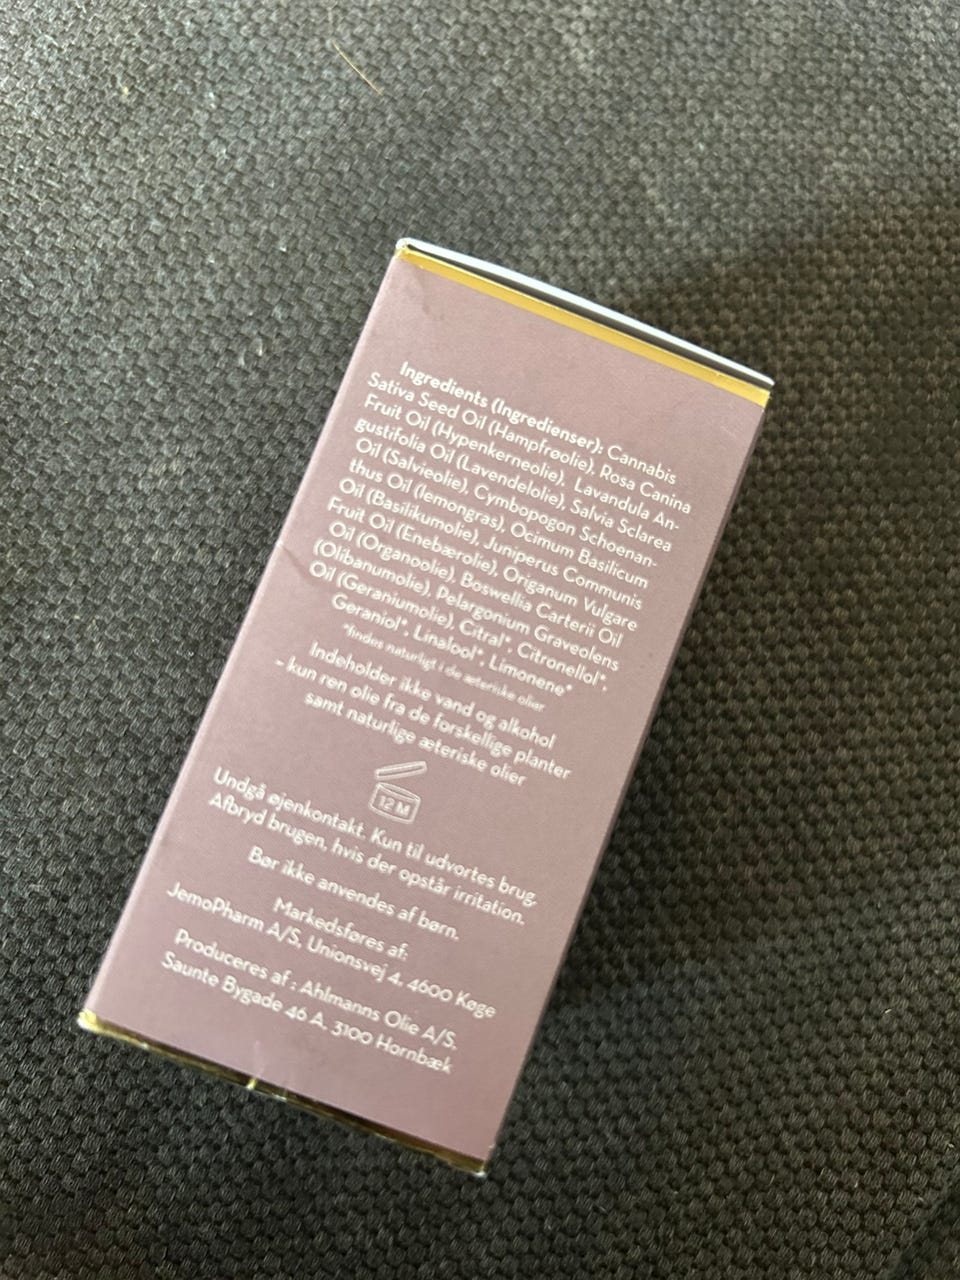 Ingredients (Ingredienser): Cannabis
Sativa Seed Oil (Hampfrøolie), Rosa Canina
Fruit Oil (Hypenkerneolie), Lavandula An-
gustifolia Oil (Lavendelolie), Salvia Sclarea
Oil (Salvieolie), Cymbopogon Schoenan-
thus Oil (lemongras), Ocimum Basilicum
Oil (Basilikumolie), Juniperus Communis
Fruit Oil (Enebærolie), Origanum Vulgare
Oil (Organoolie), Boswellia Carterii Oil
(Olibanumolie), Pelargonium Graveolens
Oil (Geraniumolie), Citral*, Citronellol*,
Geraniol*, Linalool*, Limonene*
*findes naturligt i de æteriske olier
Indeholder ikke vand og alkohol
- kun ren olie fra de forskellige planter
samt naturlige æteriske olier
12 M
Undgå øjenkontakt. Kun til udvortes brug.
Afbryd brugen, hvis der opstår irritation.
Bør ikke anvendes af børn.
Markedsføres af:
JemoPharm A/S, Unionsvej 4, 4600 Køge
Produceres af : Ahlmanns Olie A/S.
Saunte Bygade 46 A, 3100 Hornbæk